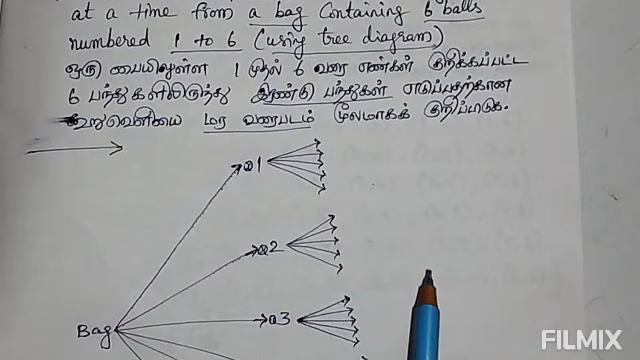 at a time from a bag containing 6 balls
numbered 1 to 6 (using tree diagram)
ஒரு பையிலுள்ள 1 முதல் 6 வரை எண்கள் குறிக்கப்பட்ட
6 பந்துகளிலிருந்து இரண்டு பந்துகள் எடுப்பதற்கான
கூறுவெளியை மர வரைபடம் மூலமாகக் குறிப்பிடுக.
1
2
3
Bag
FILMIX